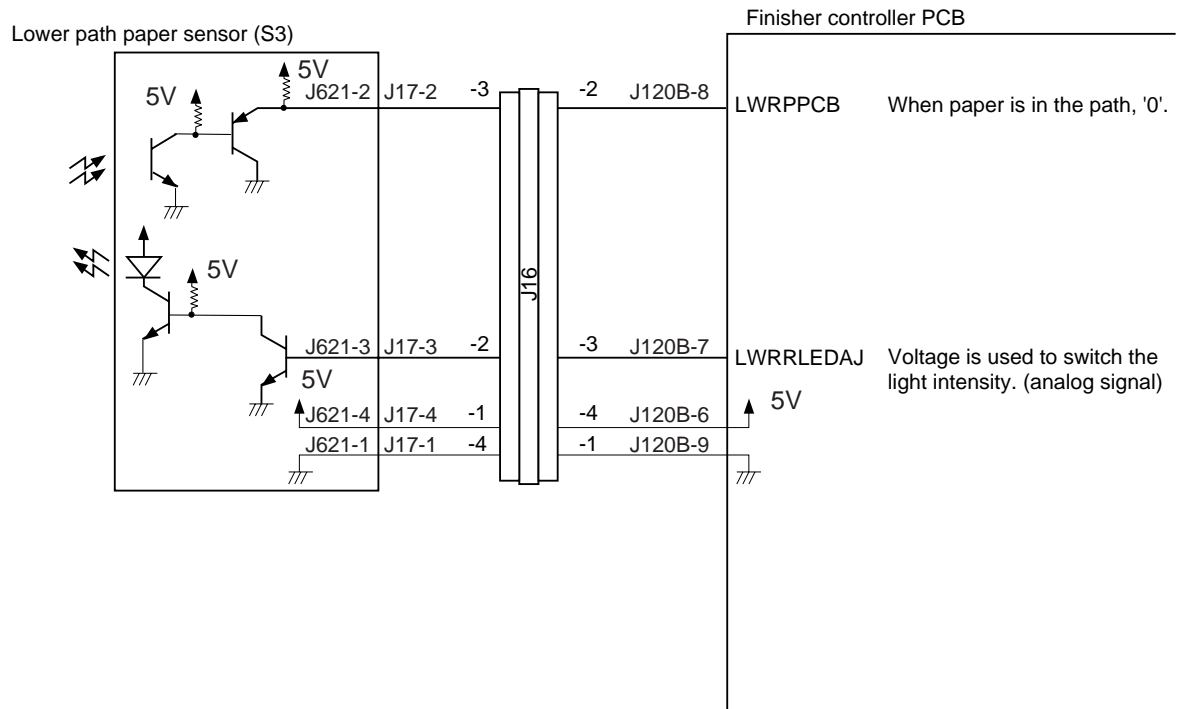 Finisher controller PCB
Lower path paper sensor (S3)
5V
5V
J621-2 J17-2 -3 -2 J120B-8
LWRPPCB When paper is in the path, '0'.
5V
J16
J621-3 J17-3 -2 -3 J120B-7
LWRRLEDAJ Voltage is used to switch the
light intensity. (analog signal)
5V
5V
J621-4 J17-4 -1 -4 J120B-6
J621-1 J17-1 -4 -1 J120B-9